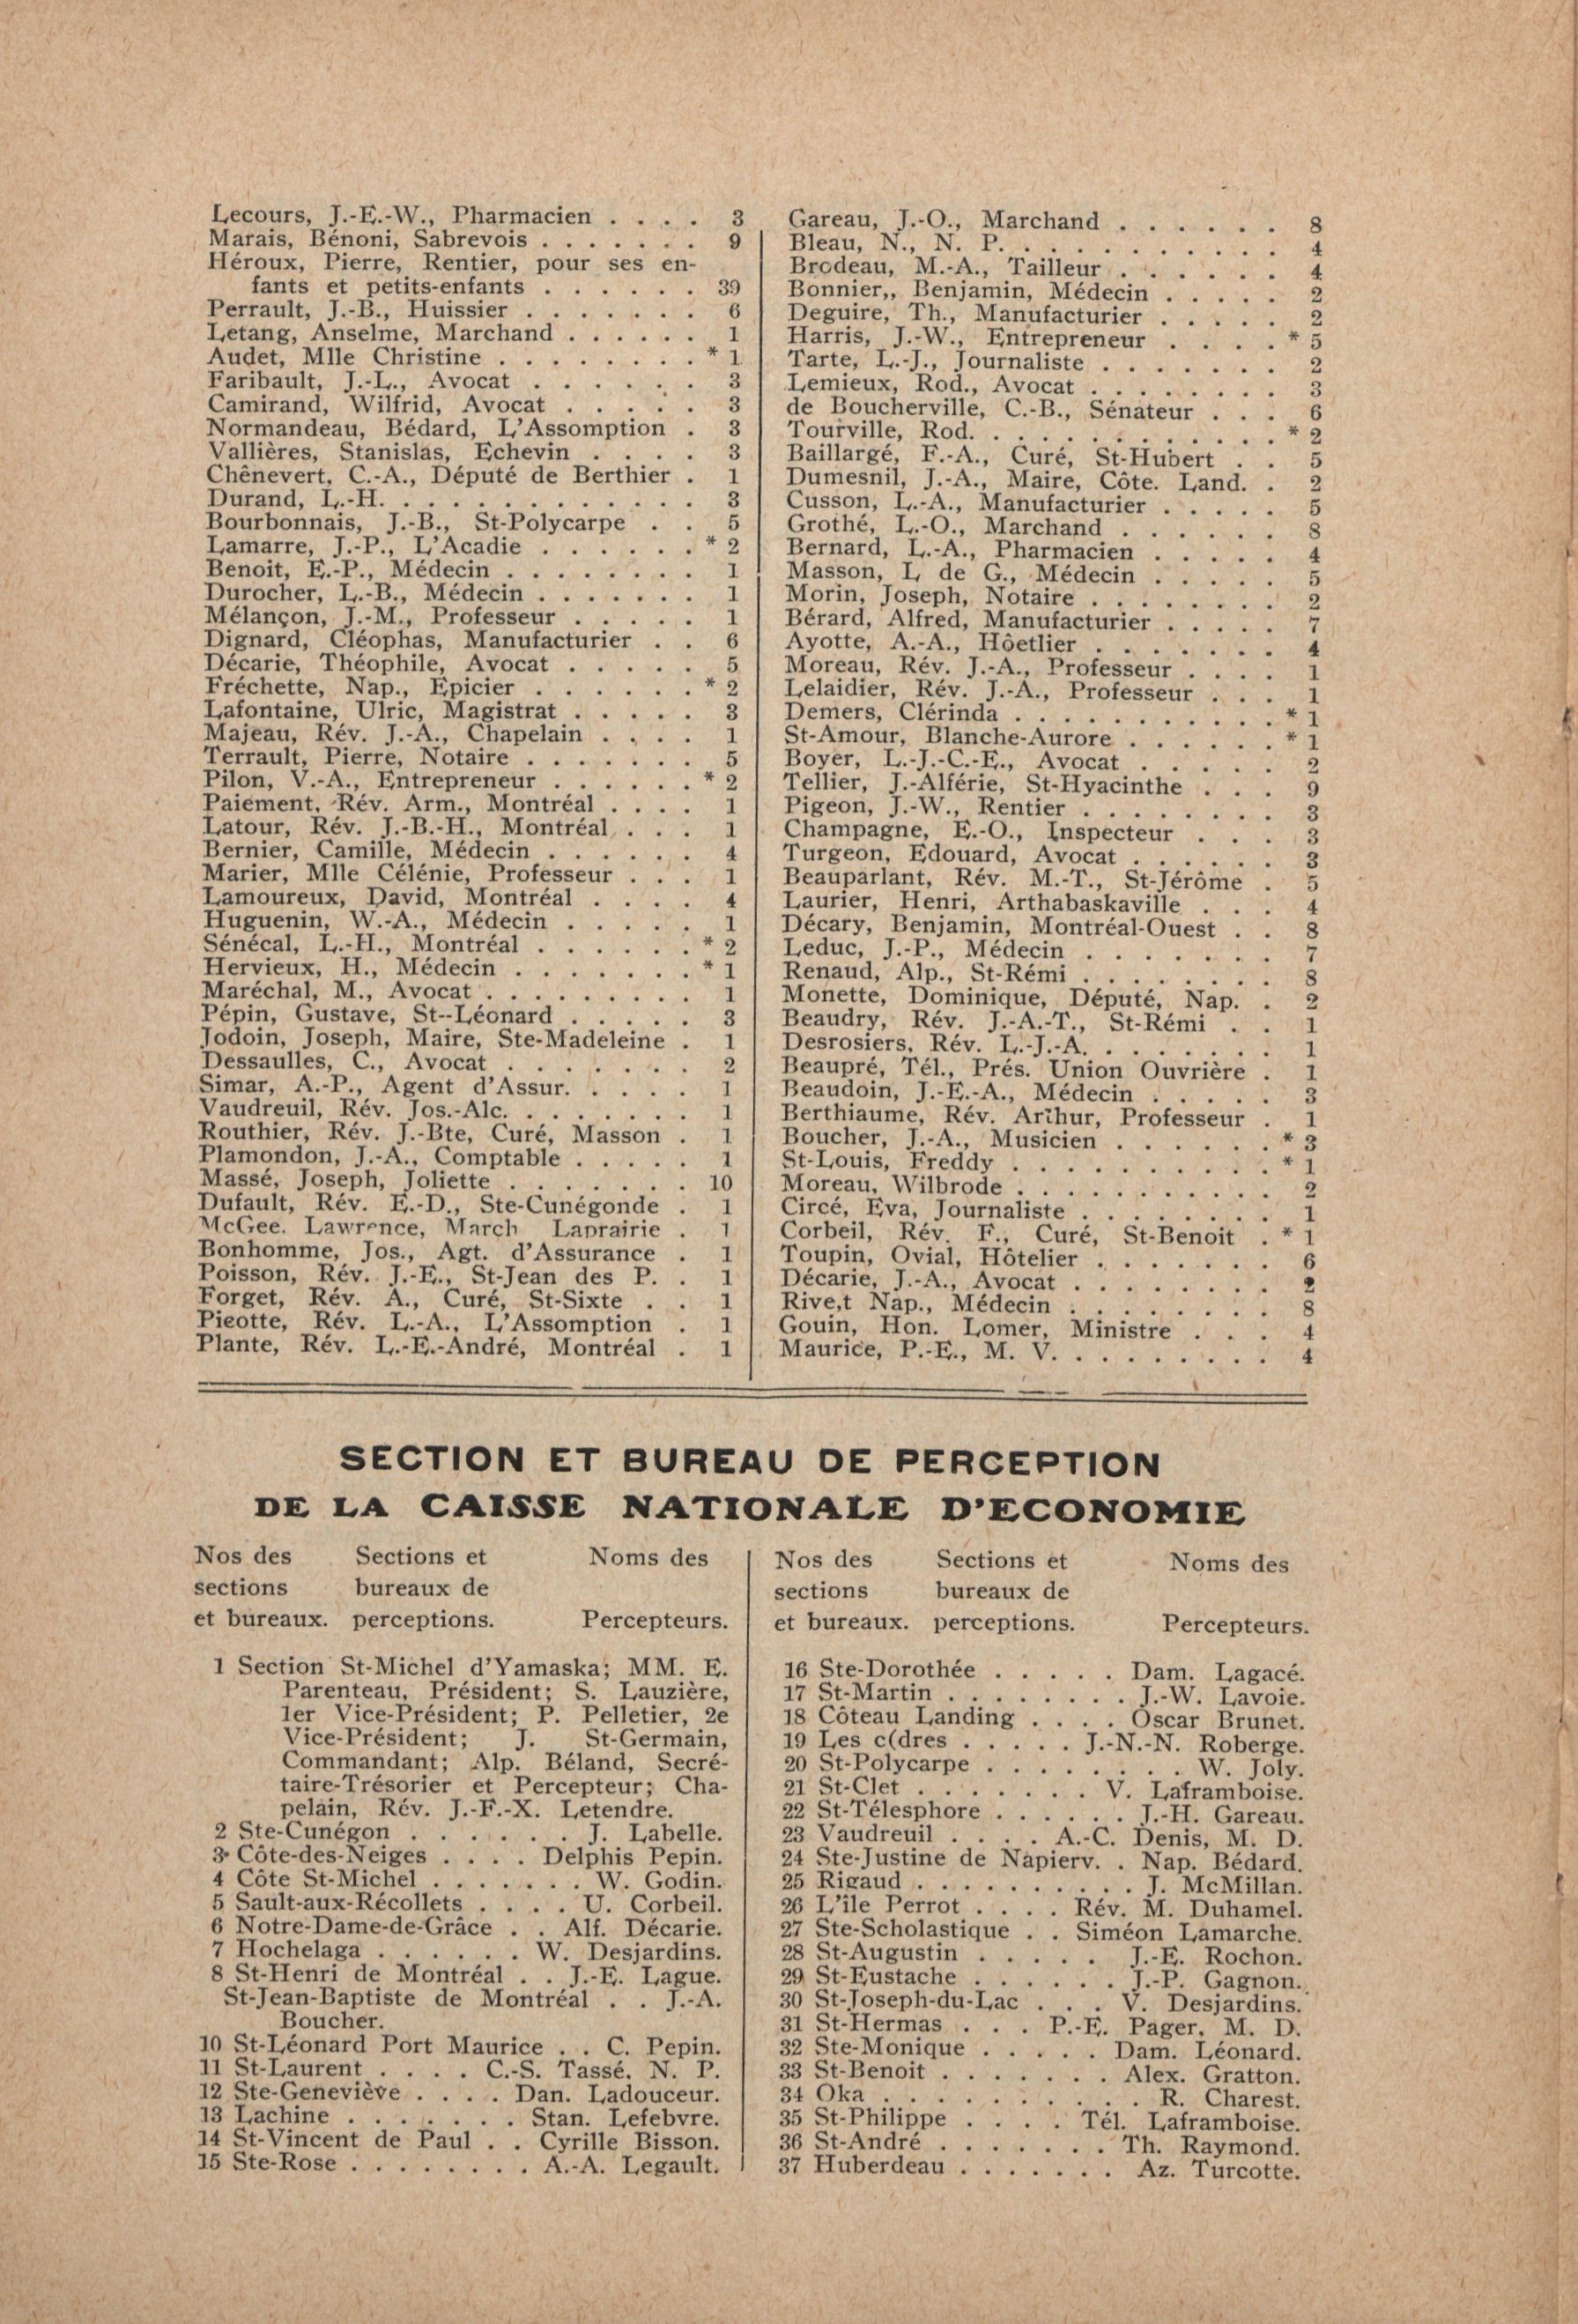 Lecours, J.-E.-W., Pharmacien . . . . 3
Marais, Bénoni, Sabrevois . . . . . . . 9
Héroux, Pierre, Rentier, pour ses en-
fants et petits-enfants . . . . . . 39
Perrault, J.-B., Huissier . . . . . . . 6
Letang, Anselme, Marchand . . . . . . 1
Audet, Mlle Christine . . . . . . . . * 1
Faribault, J.-L., Avocat . . . . . . 3
Camirand, Wilfrid, Avocat . . . . . 3
Normandeau, Bédard, L'Assomption . 3
Vallières, Stanislas, Echevin . . . . 3
Chênevert, C.-A., Député de Berthier . 1
Durand, L.-H. . . . . . . . . . . . . 3
Bourbonnais, J.-B., St-Polycarpe . . 5
Lamarre, J.-P., L'Acadie . . . . . . * 2
Benoit, E.-P., Médecin . . . . . . . . 1
Durocher, L.-B., Médecin . . . . . . . 1
Mélançon, J.-M., Professeur . . . . . 1
Dignard, Cléophas, Manufacturier . . 6
Décarie, Théophile, Avocat . . . . . 5
Fréchette, Nap., Epicier . . . . . . * 2
Lafontaine, Ulric, Magistrat . . . . . 3
Majeau, Rév. J.-A., Chapelain . . . . 1
Terrault, Pierre, Notaire . . . . . . . 5
Pilon, V.-A., Entrepreneur . . . . . . * 2
Paiement, Rév. Arm., Montréal . . . . 1
Latour, Rév. J.-B.-H., Montréal . . . 1
Bernier, Camille, Médecin . . . . . . 4
Marier, Mlle Célénie, Professeur . . . 1
Lamoureux, David, Montréal . . . . 4
Huguenin, W.-A., Médecin . . . . . 1
Sénécal, L.-H., Montréal . . . . . . * 2
Hervieux, H., Médecin . . . . . . . * 1
Maréchal, M., Avocat . . . . . . . . . 1
Pépin, Gustave, St--Léonard . . . . . 3
Jodoin, Joseph, Maire, Ste-Madeleine . 1
Dessaulles, C., Avocat . . . . . . . 2
Simar, A.-P., Agent d'Assur. . . . . 1
Vaudreuil, Rév. Jos.-Alc. . . . . . . . 1
Routhier, Rév. J.-Bte, Curé, Masson . 1
Plamondon, J.-A., Comptable . . . . . 1
Massé, Joseph, Joliette . . . . . . . 10
Dufault, Rév. E.-D., Ste-Cunégonde . 1
McGee. Lawrence, March Laprairie . 1
Bonhomme, Jos., Agt. d'Assurance . 1
Poisson, Rév. J.-E., St-Jean des P. . 1
Forget, Rév. A., Curé, St-Sixte . . 1
Picotte, Rév. L.-A., L'Assomption . 1
Plante, Rév. L.-E.-André, Montréal . 1
Gareau, J.-O., Marchand . . . . . . 8
Bleau, N., N. P. . . . . . . . . . . 4
Brodeau, M.-A., Tailleur . . . . . . 4
Bonnier,, Benjamin, Médecin . . . . . 2
Deguire, Th., Manufacturier . . . . . 2
Harris, J.-W., Entrepreneur . . . . * 5
Tarte, L.-J., Journaliste . . . . . . . 2
Lemieux, Rod., Avocat . . . . . . . . 3
de Boucherville, C.-B., Sénateur . . . 6
Tourville, Rod. . . . . . . . . . . . * 2
Baillargé, F.-A., Curé, St-Hubert . . 5
Dumesnil, J.-A., Maire, Côte. Land. . 2
Cusson, L.-A., Manufacturier . . . . . 5
Grothé, L.-O., Marchand . . . . . . 8
Bernard, L.-A., Pharmacien . . . . . 4
Masson, L de G., Médecin . . . . . 5
Morin, Joseph, Notaire . . . . . . . . 2
Bérard, Alfred, Manufacturier . . . . . 7
Ayotte, A.-A., Hôetlier . . . . . . . 4
Moreau, Rév. J.-A., Professeur . . . . 1
Lelaidier, Rév. J.-A., Professeur . . . 1
Demers, Clérinda . . . . . . . . . . . * 1
St-Amour, Blanche-Aurore . . . . . . * 1
Boyer, L.-J.-C.-E., Avocat . . . . . 2
Tellier, J.-Alférie, St-Hyacinthe . . . 9
Pigeon, J.-W., Rentier . . . . . . . . 3
Champagne, E.-O., Inspecteur . . . 3
Turgeon, Edouard, Avocat . . . . . . 3
Beauparlant, Rév. M.-T., St-Jérôme . 5
Laurier, Henri, Arthabaskaville . . . 4
Décary, Benjamin, Montréal-Ouest . . 8
Leduc, J.-P., Médecin . . . . . . . 7
Renaud, Alp., St-Rémi . . . . . . . . 8
Monette, Dominique, Député, Nap. . 2
Beaudry, Rév. J.-A.-T., St-Rémi . . 1
Desrosiers, Rév. L.-J.-A. . . . . . . . 1
Beaupré, Tél., Prés. Union Ouvrière . 1
Beaudoin, J.-E.-A., Médecin . . . . . 3
Berthiaume, Rév. Arthur, Professeur . 1
Boucher, J.-A., Musicien . . . . . . * 3
St-Louis, Freddy . . . . . . . . . . . * 1
Moreau, Wilbrode . . . . . . . . . . . 2
Circé, Eva, Journaliste . . . . . . . . 1
Corbeil, Rév. F., Curé, St-Benoit . * 1
Toupin, Ovial, Hôtelier . . . . . . . 6
Décarie, J.-A., Avocat . . . . . . . . 2
Rive,t Nap., Médecin . . . . . . . . 8
Gouin, Hon. Lomer, Ministre . . . 4
Maurice, P.-E., M. V. . . . . . . . . 4
SECTION ET BUREAU DE PERCEPTION
DE LA CAISSE NATIONALE D'ECONOMIE
Nos des Sections et Noms des
sections bureaux de
et bureaux. perceptions. Percepteurs.
1 Section St-Michel d'Yamaska; MM. E.
Parenteau, Président; S. Lauzière,
1er Vice-Président; P. Pelletier, 2e
Vice-Président; J. St-Germain,
Commandant; Alp. Béland, Secré-
taire-Trésorier et Percepteur; Cha-
pelain, Rév. J.-F.-X. Letendre.
2 Ste-Cunégon . . . . . . . J. Labelle.
3 Côte-des-Neiges . . . . Delphis Pepin.
4 Côte St-Michel . . . . . . . W. Godin.
5 Sault-aux-Récollets . . . . U. Corbeil.
6 Notre-Dame-de-Grâce . . Alf. Décarie.
7 Hochelaga . . . . . . W. Desjardins.
8 St-Henri de Montréal . . J.-E. Lague.
St-Jean-Baptiste de Montréal . . J.-A.
Boucher.
10 St-Léonard Port Maurice . . C. Pepin.
11 St-Laurent . . . . C.-S. Tassé, N. P.
12 Ste-Geneviève . . . . Dan. Ladouceur.
13 Lachine . . . . . . . Stan. Lefebvre.
14 St-Vincent de Paul . . Cyrille Bisson.
15 Ste-Rose . . . . . . . . A.-A. Legault.
Nos des Sections et Noms des
sections bureaux de
et bureaux. perceptions. Percepteurs.
16 Ste-Dorothée . . . . . Dam. Lagacé.
17 St-Martin . . . . . . . . J.-W. Lavoie.
18 Côteau Landing . . . . Oscar Brunet.
19 Les c(dres . . . . . J.-N.-N. Roberge.
20 St-Polycarpe . . . . . . . . W. Joly.
21 St-Clet . . . . . . . . V. Laframboise.
22 St-Télesphore . . . . . . J.-H. Gareau.
23 Vaudreuil . . . . A.-C. Denis, M. D.
24 Ste-Justine de Napierv. . Nap. Bédard.
25 Rigaud . . . . . . . . . . J. McMillan.
26 L'île Perrot . . . . Rév. M. Duhamel.
27 Ste-Scholastique . . Siméon Lamarche.
28 St-Augustin . . . . . J.-E. Rochon.
29 St-Eustache . . . . . . J.-P. Gagnon.
30 St-Joseph-du-Lac . . . V. Desjardins.
31 St-Hermas . . . P.-E. Pager, M. D.
32 Ste-Monique . . . . . Dam. Léonard.
33 St-Benoit . . . . . . . Alex. Gratton.
34 Oka . . . . . . . . . . . R. Charest.
35 St-Philippe . . . . Tél. Laframboise.
36 St-André . . . . . . . Th. Raymond.
37 Huberdeau . . . . . . . Az. Turcotte.